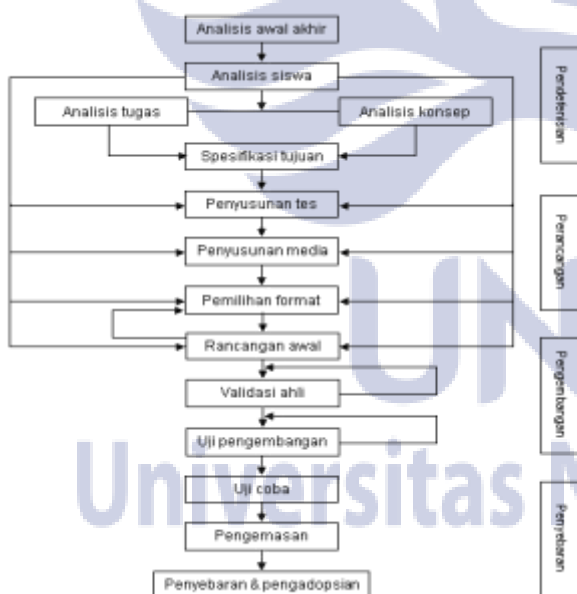 Analisis awal akhir
Analisis siswa
Analisis tugas
Analisis konsep
Spesifikasi tujuan
Penyusunan tes
Penyusunan media
Pemilihan format
Rancangan awal
Validasi ahli
Uji pengembangan
Uji coba
Pengemasan
Penyebaran & pengadopsian
Pendefenisian
Perancangan
Pengembangan
Penyebaran
UN
Universitas M